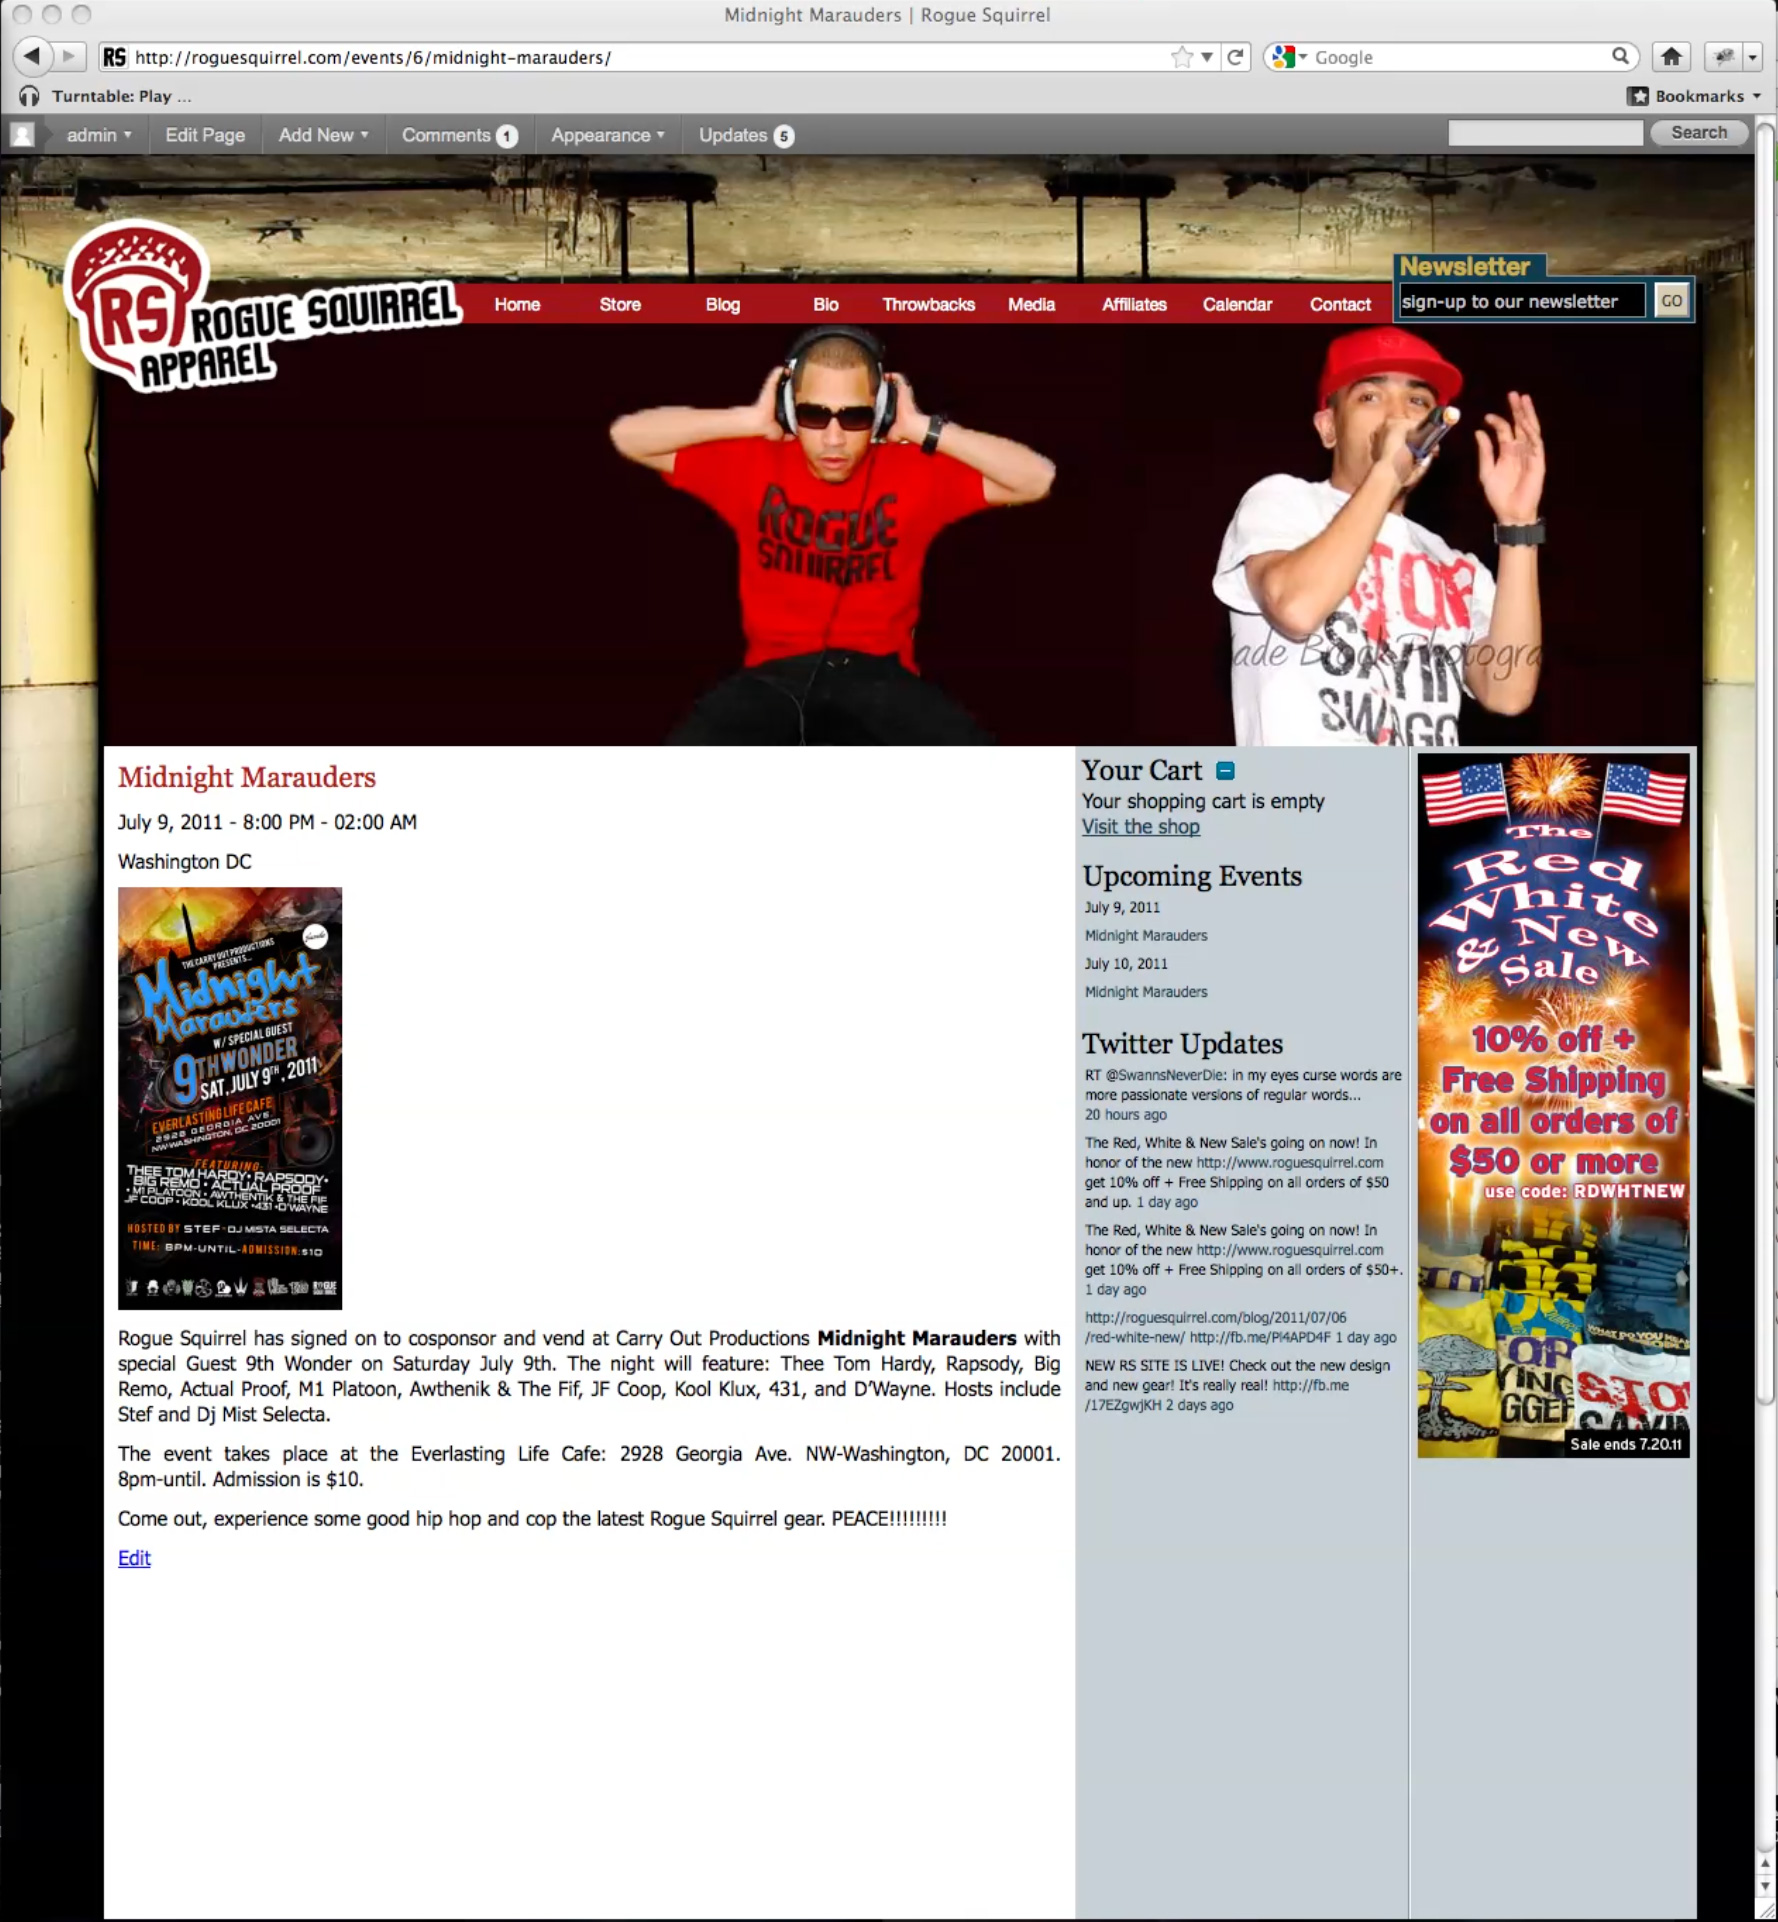 Midnight Marauders | Rogue Squirrel
RS http://roguesquirrel.com/events/6/midnight-marauders/
Google
Turntable: Play ...
Bookmarks
admin Edit Page Add New Comments 1 Appearance Updates 5
Search
RS ROGUE SQUIRREL
APPAREL
Home Store Blog Bio Throwbacks Media Affiliates Calendar Contact
Newsletter
sign-up to our newsletter GO
ROGUE
SQUIRREL
STOP
SAYIN
SWAGG
Midnight Marauders
July 9, 2011 - 8:00 PM - 02:00 AM
Washington DC
THE CARRY OUT PRODUCTIONS
PRESENTS...
Midnight
Marauders
W/ SPECIAL GUEST
9THWONDER
SAT, JULY 9TH, 2011
EVERLASTING LIFE CAFE
2928 GEORGIA AVE
NW-WASHINGTON, DC 20001
FEATURING:
THEE TOM HARDY • RAPSODY •
BIG REMO • ACTUAL PROOF
• M1 PLATOON • AWTHENTIK & THE FIF
JF COOP • KOOL KLUX • 431 • D'WAYNE
HOSTED BY STEF - DJ MISTA SELECTA
TIME: 8PM-UNTIL-ADMISSION:$10
Rogue Squirrel has signed on to cosponsor and vend at Carry Out Productions Midnight Marauders with
special Guest 9th Wonder on Saturday July 9th. The night will feature: Thee Tom Hardy, Rapsody, Big
Remo, Actual Proof, M1 Platoon, Awthenik & The Fif, JF Coop, Kool Klux, 431, and D'Wayne. Hosts include
Stef and Dj Mist Selecta.
The event takes place at the Everlasting Life Cafe: 2928 Georgia Ave. NW-Washington, DC 20001.
8pm-until. Admission is $10.
Come out, experience some good hip hop and cop the latest Rogue Squirrel gear. PEACE!!!!!!!!!
Edit
Your Cart
Your shopping cart is empty
Visit the shop
Upcoming Events
July 9, 2011
Midnight Marauders
July 10, 2011
Midnight Marauders
Twitter Updates
RT @SwannsNeverDie: in my eyes curse words are
more passionate versions of regular words...
20 hours ago
The Red, White & New Sale's going on now! In
honor of the new http://www.roguesquirrel.com
get 10% off + Free Shipping on all orders of $50
and up. 1 day ago
The Red, White & New Sale's going on now! In
honor of the new http://www.roguesquirrel.com
get 10% off + Free Shipping on all orders of $50+.
1 day ago
http://roguesquirrel.com/blog/2011/07/06
/red-white-new/ http://fb.me/PI4APD4F 1 day ago
NEW RS SITE IS LIVE! Check out the new design
and new gear! It's really real! http://fb.me
/17EZgwjKH 2 days ago
The
Red
White
& New
Sale
10% off +
Free Shipping
on all orders of
$50 or more
use code: RDWHTNEW
Sale ends 7.20.11